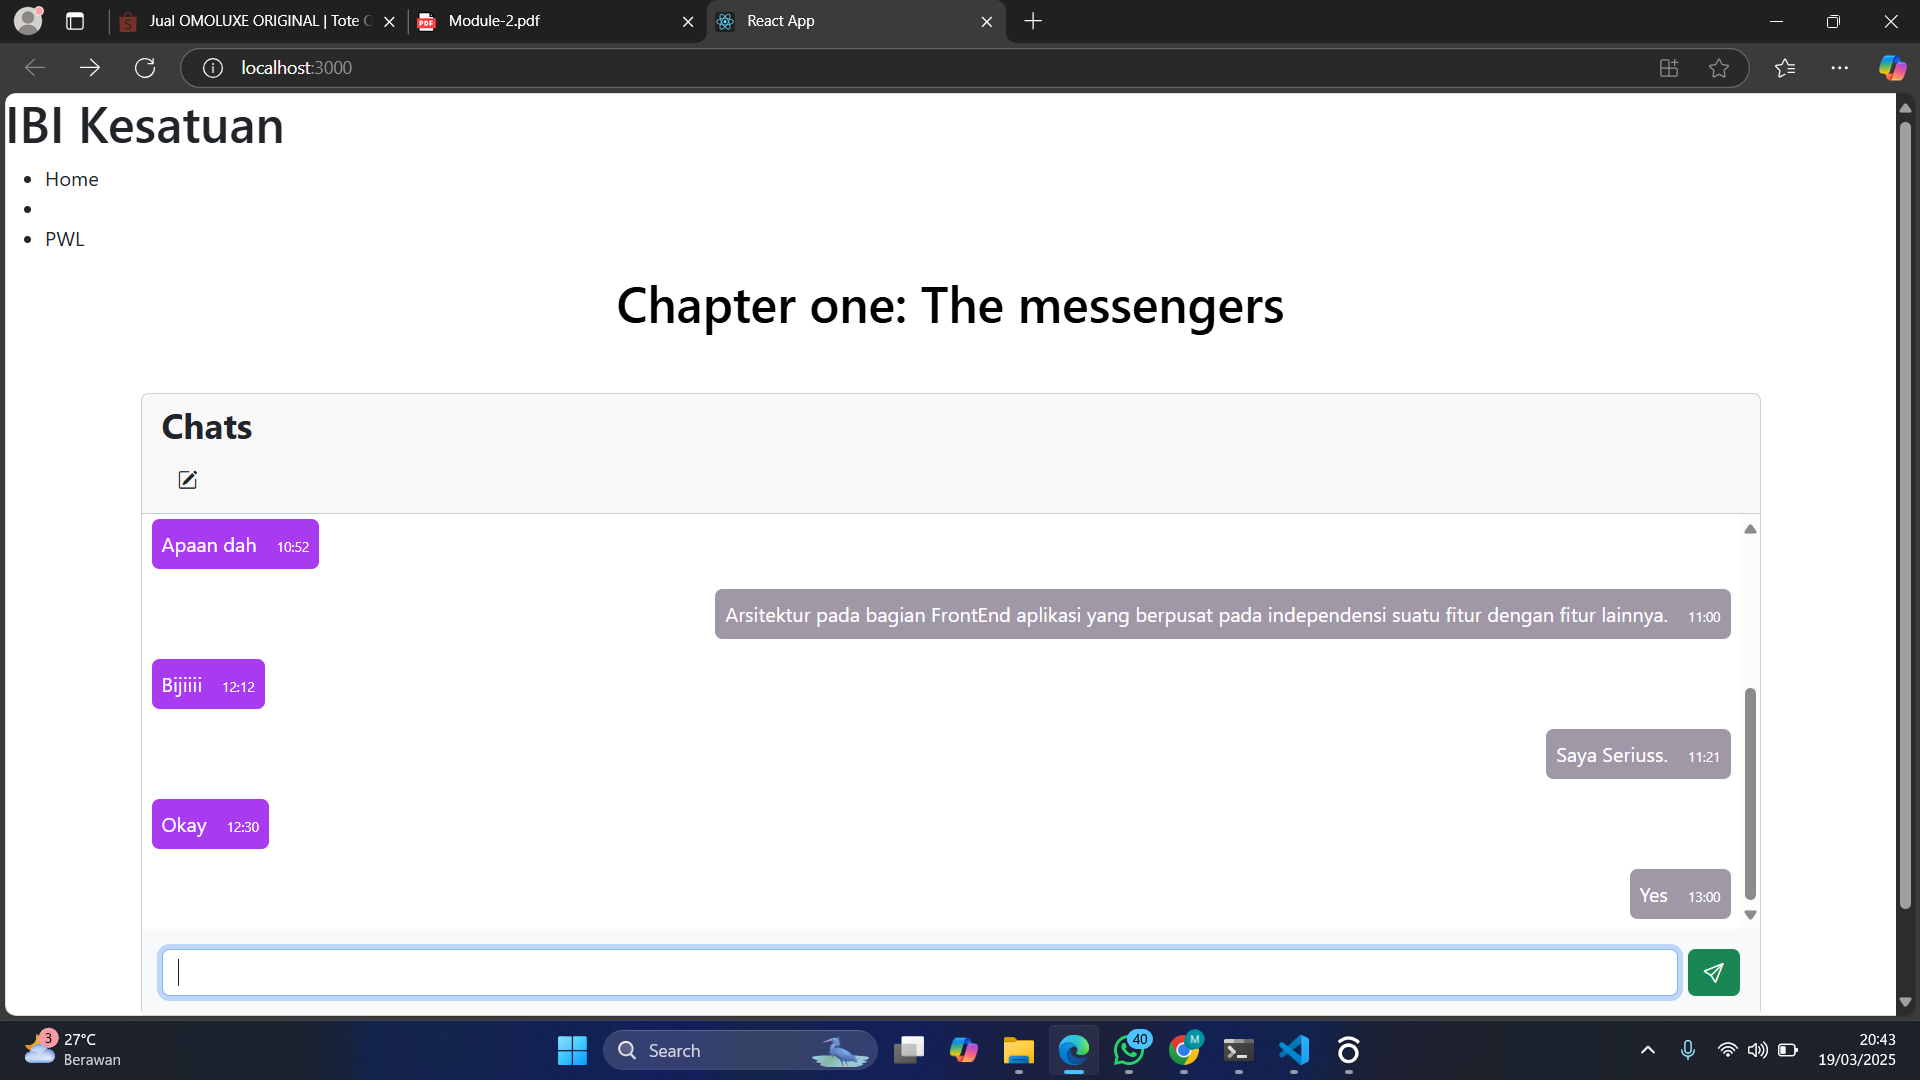 Jual OMOLUXE ORIGINAL | Tote
Module-2.pdf
React App
localhost:3000
IBI Kesatuan
Home
PWL
Chapter one: The messengers
Chats
Apaan dah 10:52
Arsitektur pada bagian FrontEnd aplikasi yang berpusat pada independensi suatu fitur dengan fitur lainnya. 11:00
Bijiiii 12:12
Saya Seriuss. 11:21
Okay 12:30
Yes 13:00
3
27°C
Berawan
Search
40
M
20:43
19/03/2025